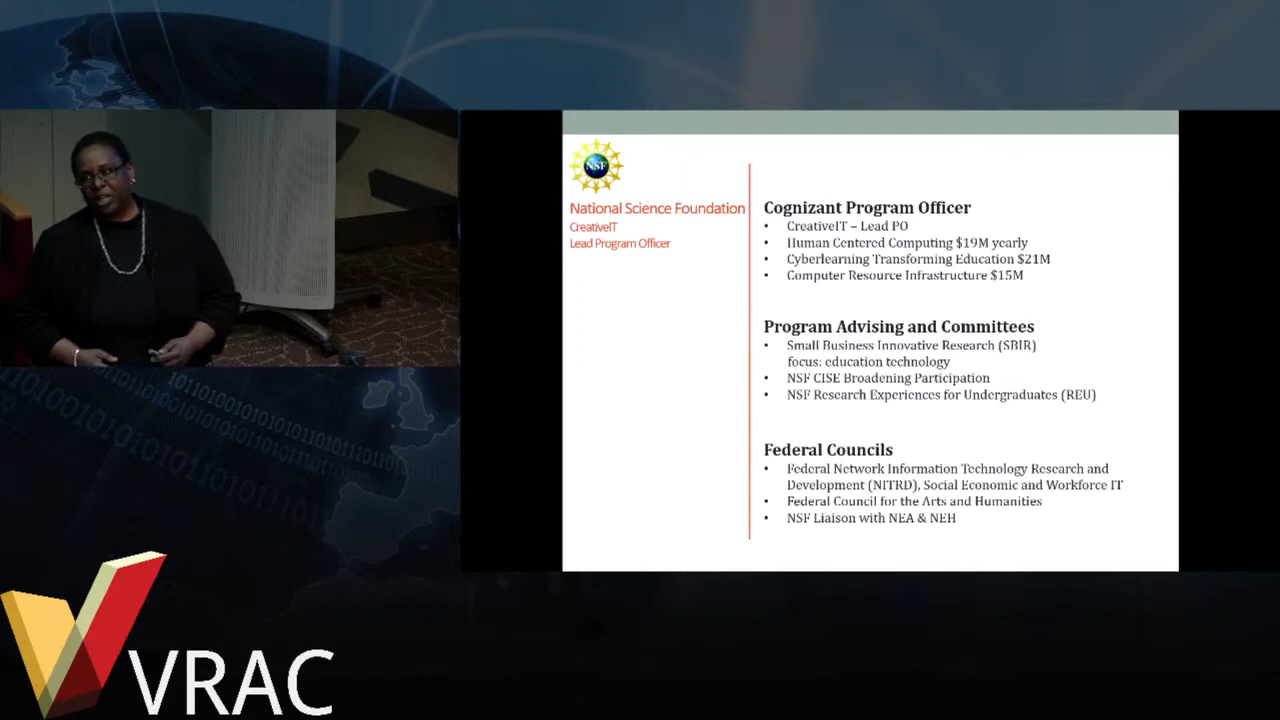 NSF
National Science Foundation
CreativeIT
Lead Program Officer
Cognizant Program Officer
• CreativeIT – Lead PO
• Human Centered Computing $19M yearly
• Cyberlearning Transforming Education $21M
• Computer Resource Infrastructure $15M
Program Advising and Committees
• Small Business Innovative Research (SBIR)
focus: education technology
• NSF CISE Broadening Participation
• NSF Research Experiences for Undergraduates (REU)
Federal Councils
• Federal Network Information Technology Research and
Development (NITRD), Social Economic and Workforce IT
• Federal Council for the Arts and Humanities
• NSF Liaison with NEA & NEH
VRAC